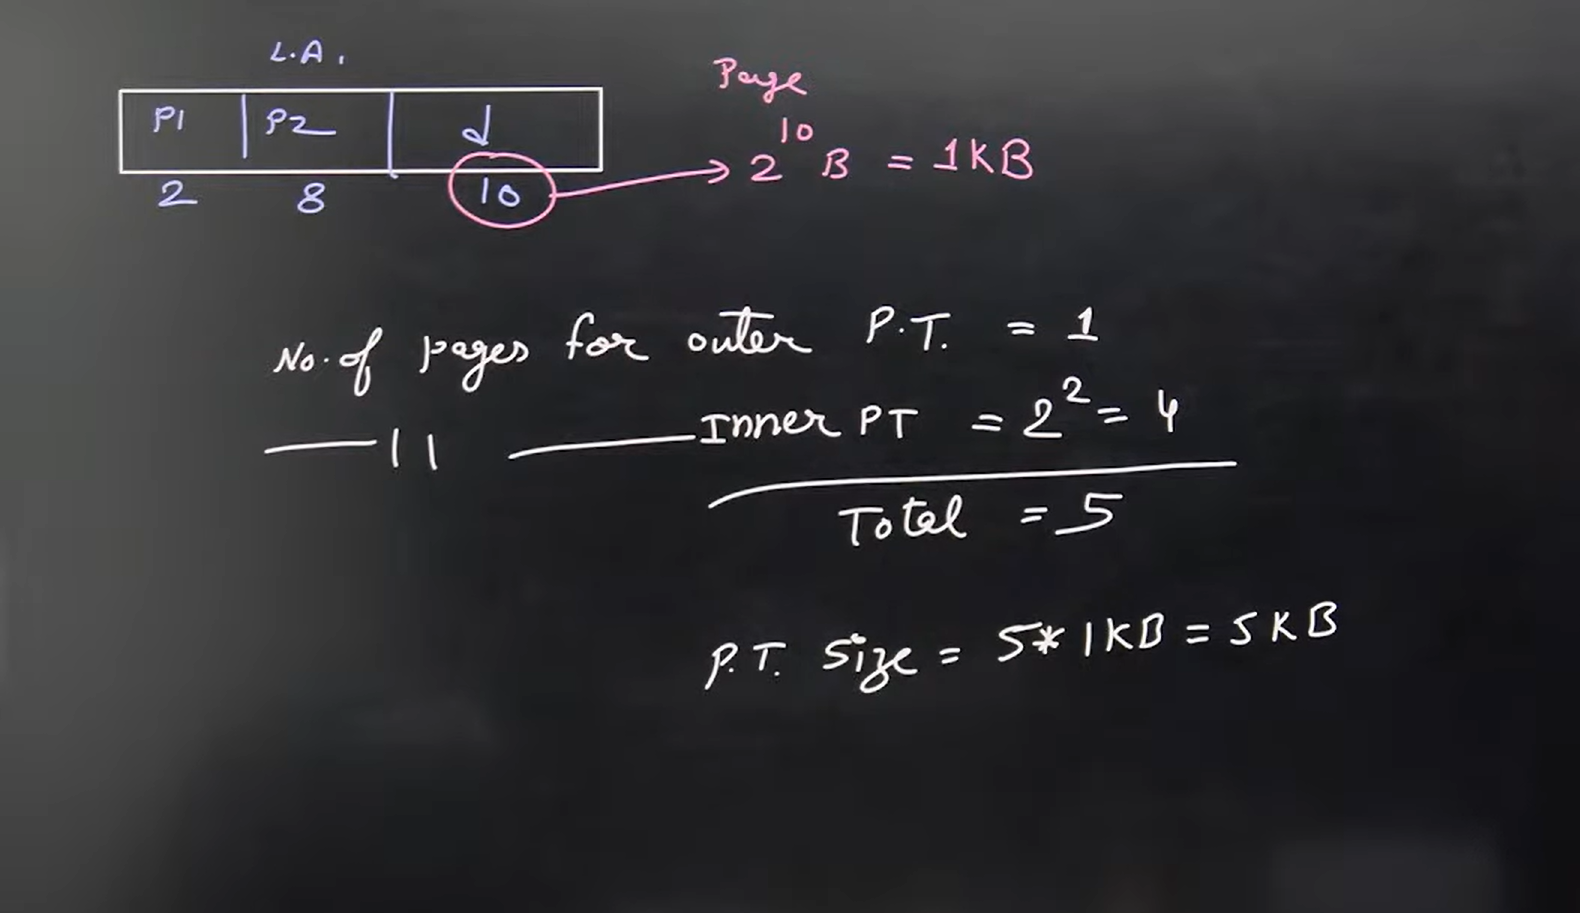 L.A.
P1 P2 d
2 8 10
Page
2^10 B = 1KB
No. of pages for outer P.T. = 1
—— 11 —— Inner PT = 2^2 = 4
Total = 5
P.T. Size = 5 * 1KB = 5KB